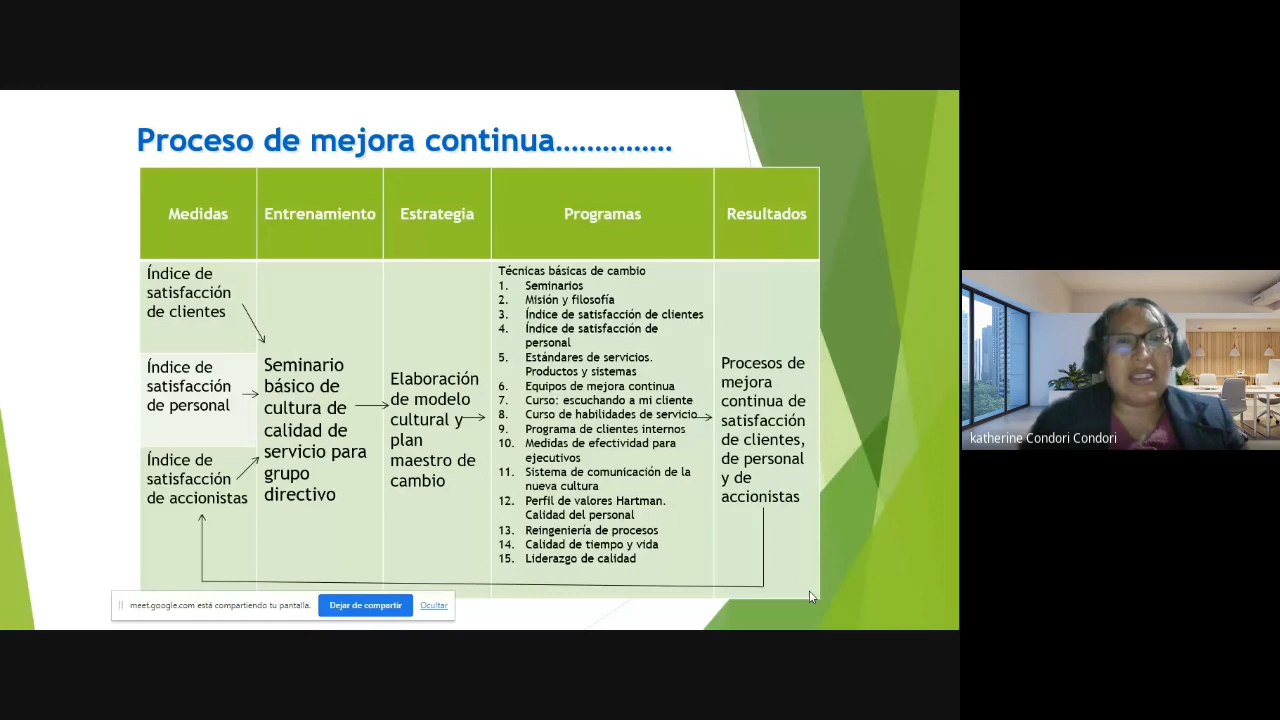 Proceso de mejora continua...............
Medidas
Entrenamiento
Estrategia
Programas
Resultados
Índice de
satisfacción
de clientes
Índice de
satisfacción
de personal
Índice de
satisfacción
de accionistas
Seminario
básico de
cultura de
calidad de
servicio para
grupo
directivo
Elaboración
de modelo
cultural y
plan
maestro de
cambio
Técnicas básicas de cambio
1. Seminarios
2. Misión y filosofía
3. Índice de satisfacción de clientes
4. Índice de satisfacción de
personal
5. Estándares de servicios.
Productos y sistemas
6. Equipos de mejora continua
7. Curso: escuchando a mi cliente
8. Curso de habilidades de servicio
9. Programa de clientes internos
10. Medidas de efectividad para
ejecutivos
11. Sistema de comunicación de la
nueva cultura
12. Perfil de valores Hartman.
Calidad del personal
13. Reingeniería de procesos
14. Calidad de tiempo y vida
15. Liderazgo de calidad
Procesos de
mejora
continua de
satisfacción
de clientes,
de personal
y de
accionistas
meet.google.com está compartiendo tu pantalla.
Dejar de compartir
Ocultar
katherine Condori Condori